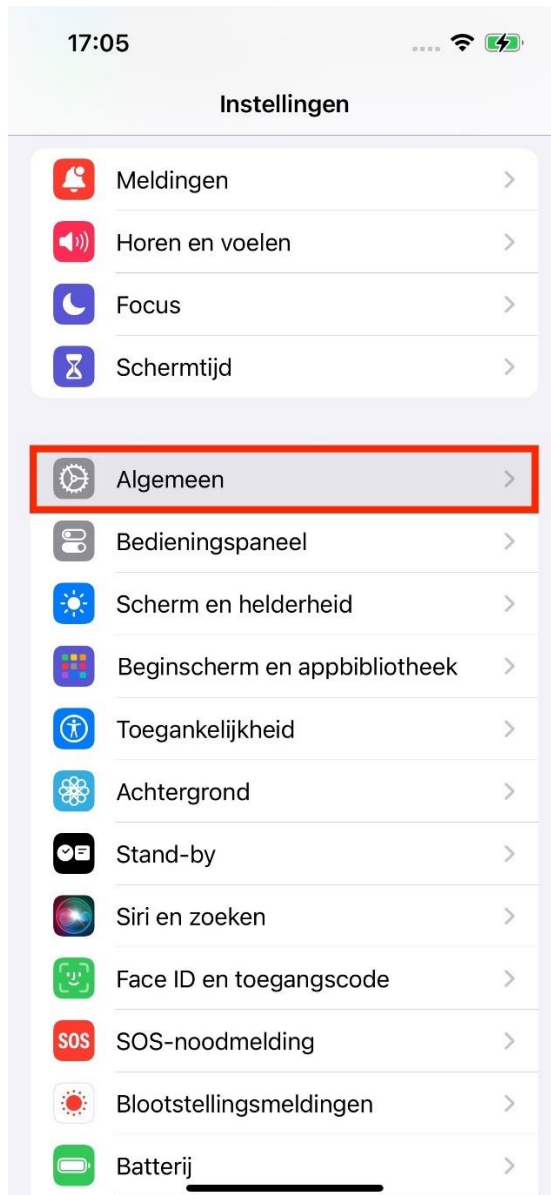 17:05
Instellingen
Meldingen
Horen en voelen
Focus
Schermtijd
Algemeen
Bedieningspaneel
Scherm en helderheid
Beginscherm en appbibliotheek
Toegankelijkheid
Achtergrond
Stand-by
Siri en zoeken
Face ID en toegangscode
SOS SOS-noodmelding
Blootstellingsmeldingen
Batterij